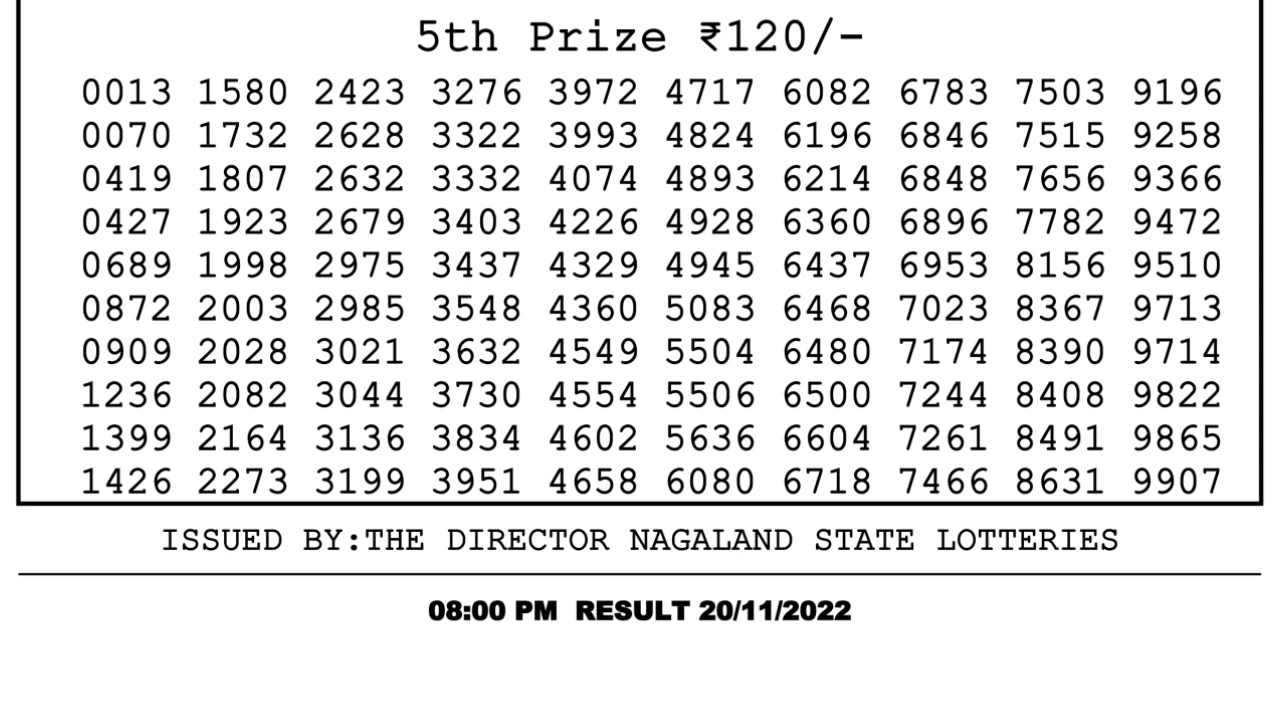 5th Prize ₹120/-
0013 1580 2423 3276 3972 4717 6082 6783 7503 9196
0070 1732 2628 3322 3993 4824 6196 6846 7515 9258
0419 1807 2632 3332 4074 4893 6214 6848 7656 9366
0427 1923 2679 3403 4226 4928 6360 6896 7782 9472
0689 1998 2975 3437 4329 4945 6437 6953 8156 9510
0872 2003 2985 3548 4360 5083 6468 7023 8367 9713
0909 2028 3021 3632 4549 5504 6480 7174 8390 9714
1236 2082 3044 3730 4554 5506 6500 7244 8408 9822
1399 2164 3136 3834 4602 5636 6604 7261 8491 9865
1426 2273 3199 3951 4658 6080 6718 7466 8631 9907
ISSUED BY:THE DIRECTOR NAGALAND STATE LOTTERIES
08:00 PM RESULT 20/11/2022